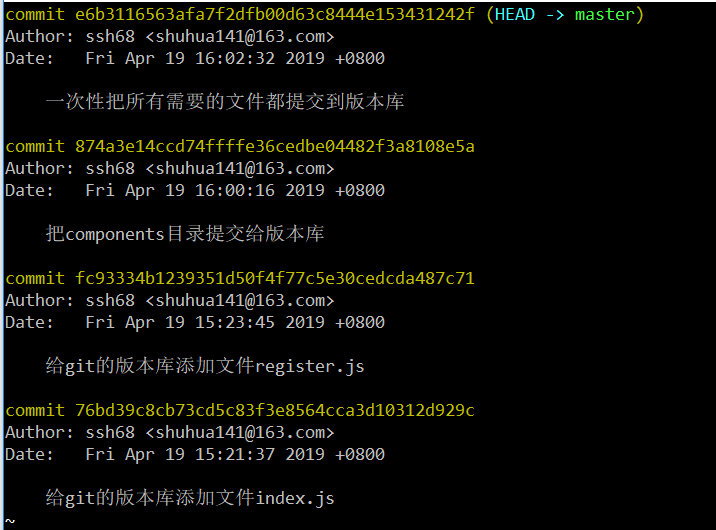 commit e6b3116563afa7f2dfb00d63c8444e153431242f (HEAD -> master)
Author: ssh68 <shuhua141@163.com>
Date:   Fri Apr 19 16:02:32 2019 +0800
一次性把所有需要的文件都提交到版本库
commit 874a3e14ccd74ffffe36cedbe04482f3a8108e5a
Author: ssh68 <shuhua141@163.com>
Date:   Fri Apr 19 16:00:16 2019 +0800
把components目录提交给版本库
commit fc93334b1239351d50f4f77c5e30cedcda487c71
Author: ssh68 <shuhua141@163.com>
Date:   Fri Apr 19 15:23:45 2019 +0800
给git的版本库添加文件register.js
commit 76bd39c8cb73cd5c83f3e8564cca3d10312d929c
Author: ssh68 <shuhua141@163.com>
Date:   Fri Apr 19 15:21:37 2019 +0800
给git的版本库添加文件index.js
~